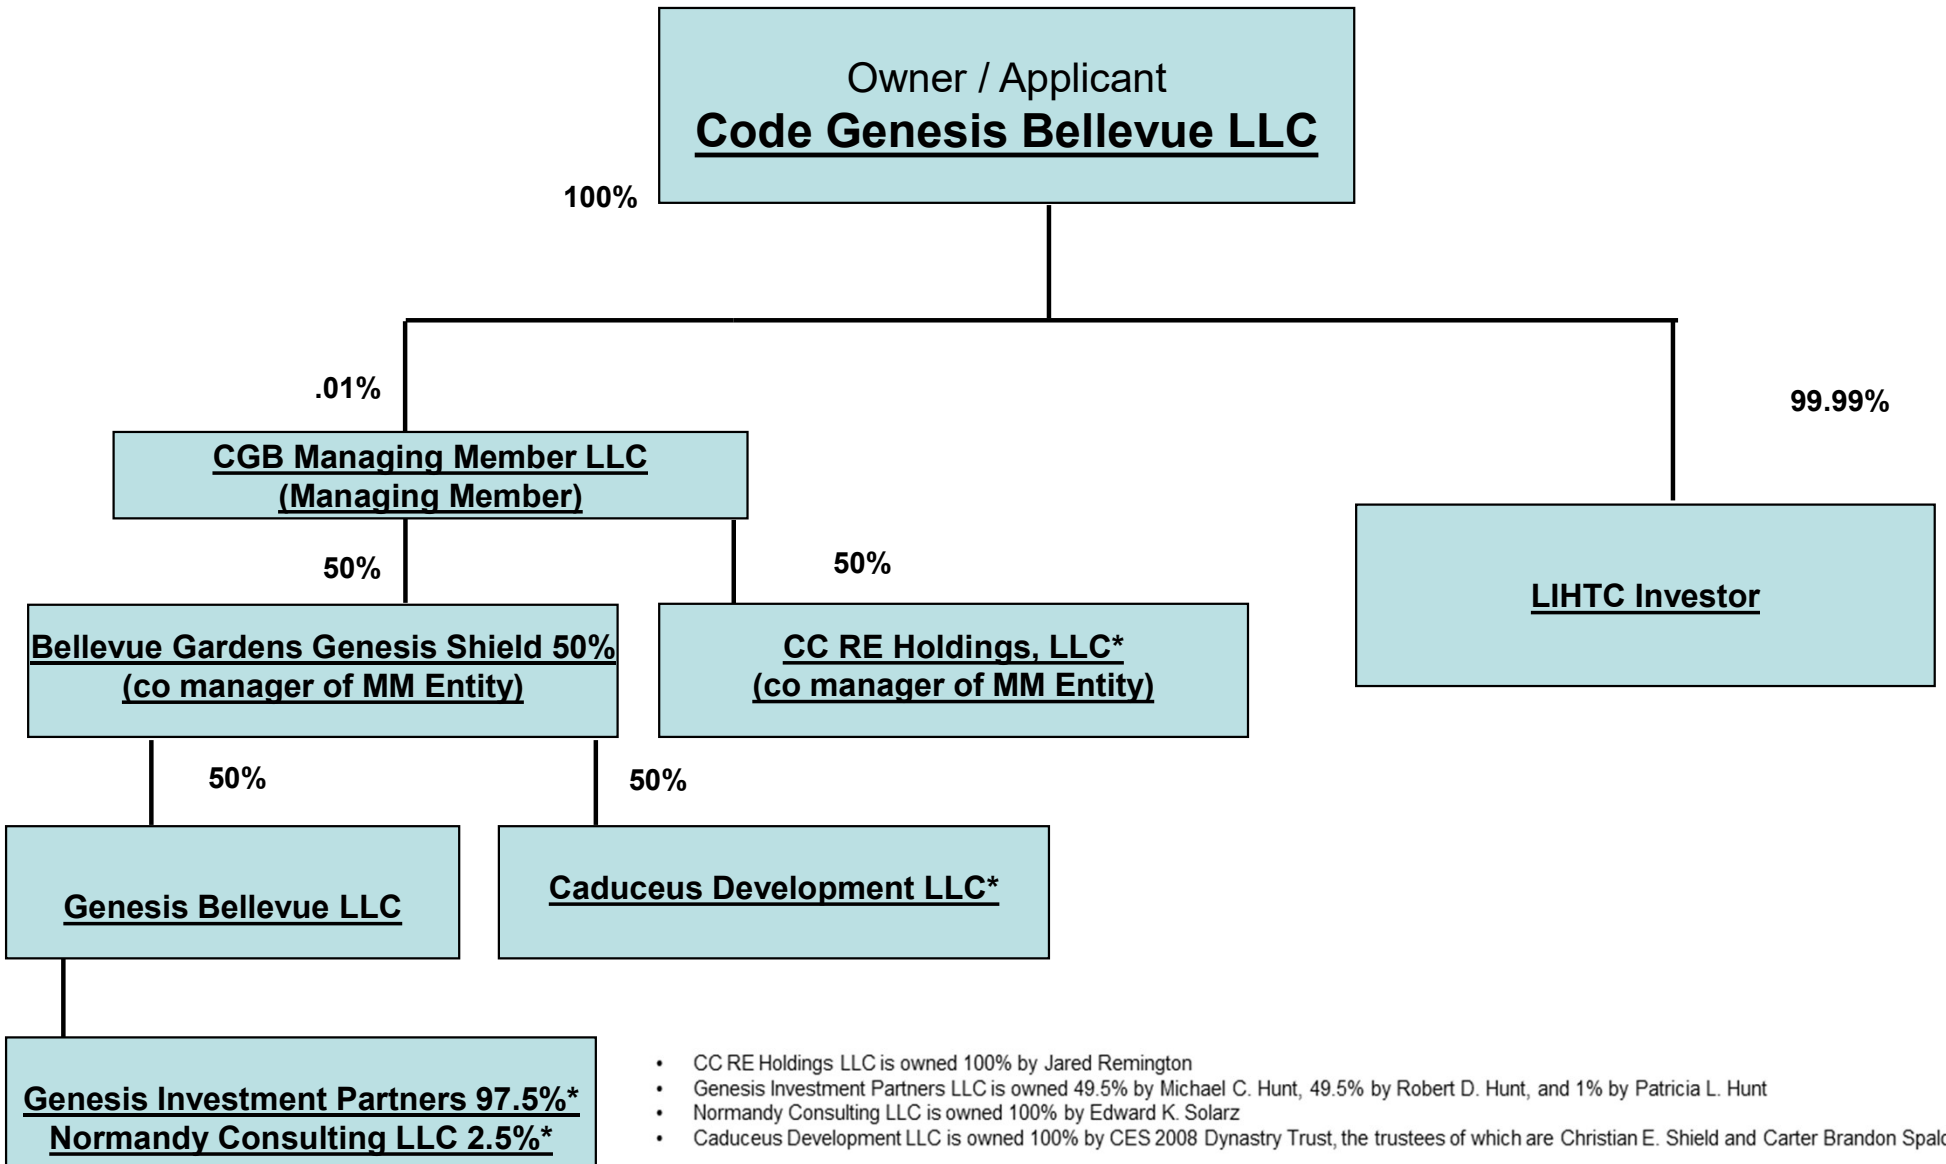 Owner / Applicant
Code Genesis Bellevue LLC
100%
.01%
99.99%
CGB Managing Member LLC
(Managing Member)
50%
50%
LIHTC Investor
Bellevue Gardens Genesis Shield 50%
(co manager of MM Entity)
CC RE Holdings, LLC*
(co manager of MM Entity)
50%
50%
Genesis Bellevue LLC
Caduceus Development LLC*
Genesis Investment Partners 97.5%*
Normandy Consulting LLC 2.5%*
• CC RE Holdings LLC is owned 100% by Jared Remington
• Genesis Investment Partners LLC is owned 49.5% by Michael C. Hunt, 49.5% by Robert D. Hunt, and 1% by Patricia L. Hunt
• Normandy Consulting LLC is owned 100% by Edward K. Solarz
• Caduceus Development LLC is owned 100% by CES 2008 Dynastry Trust, the trustees of which are Christian E. Shield and Carter Brandon